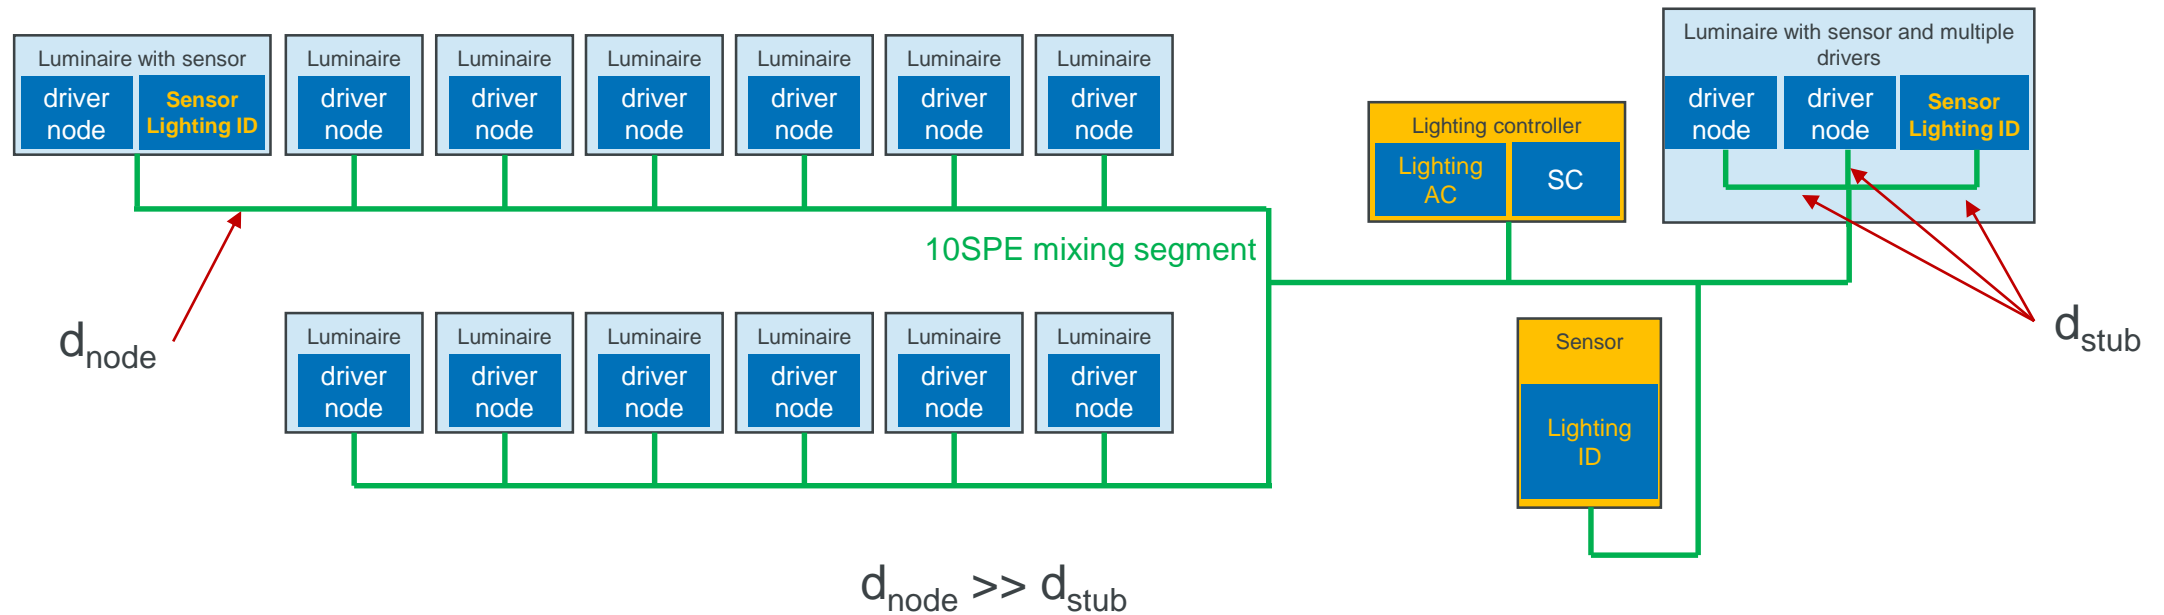 Luminaire with sensor
driver
node
Sensor
Lighting ID
Luminaire
driver
node
Luminaire
driver
node
Luminaire
driver
node
Luminaire
driver
node
Luminaire
driver
node
Luminaire
driver
node
Lighting controller
Lighting
AC
SC
Luminaire with sensor and multiple
drivers
driver
node
driver
node
Sensor
Lighting ID
10SPE mixing segment
dnode
dstub
Luminaire
driver
node
Luminaire
driver
node
Luminaire
driver
node
Luminaire
driver
node
Luminaire
driver
node
Luminaire
driver
node
Sensor
Lighting
ID
dnode >> dstub